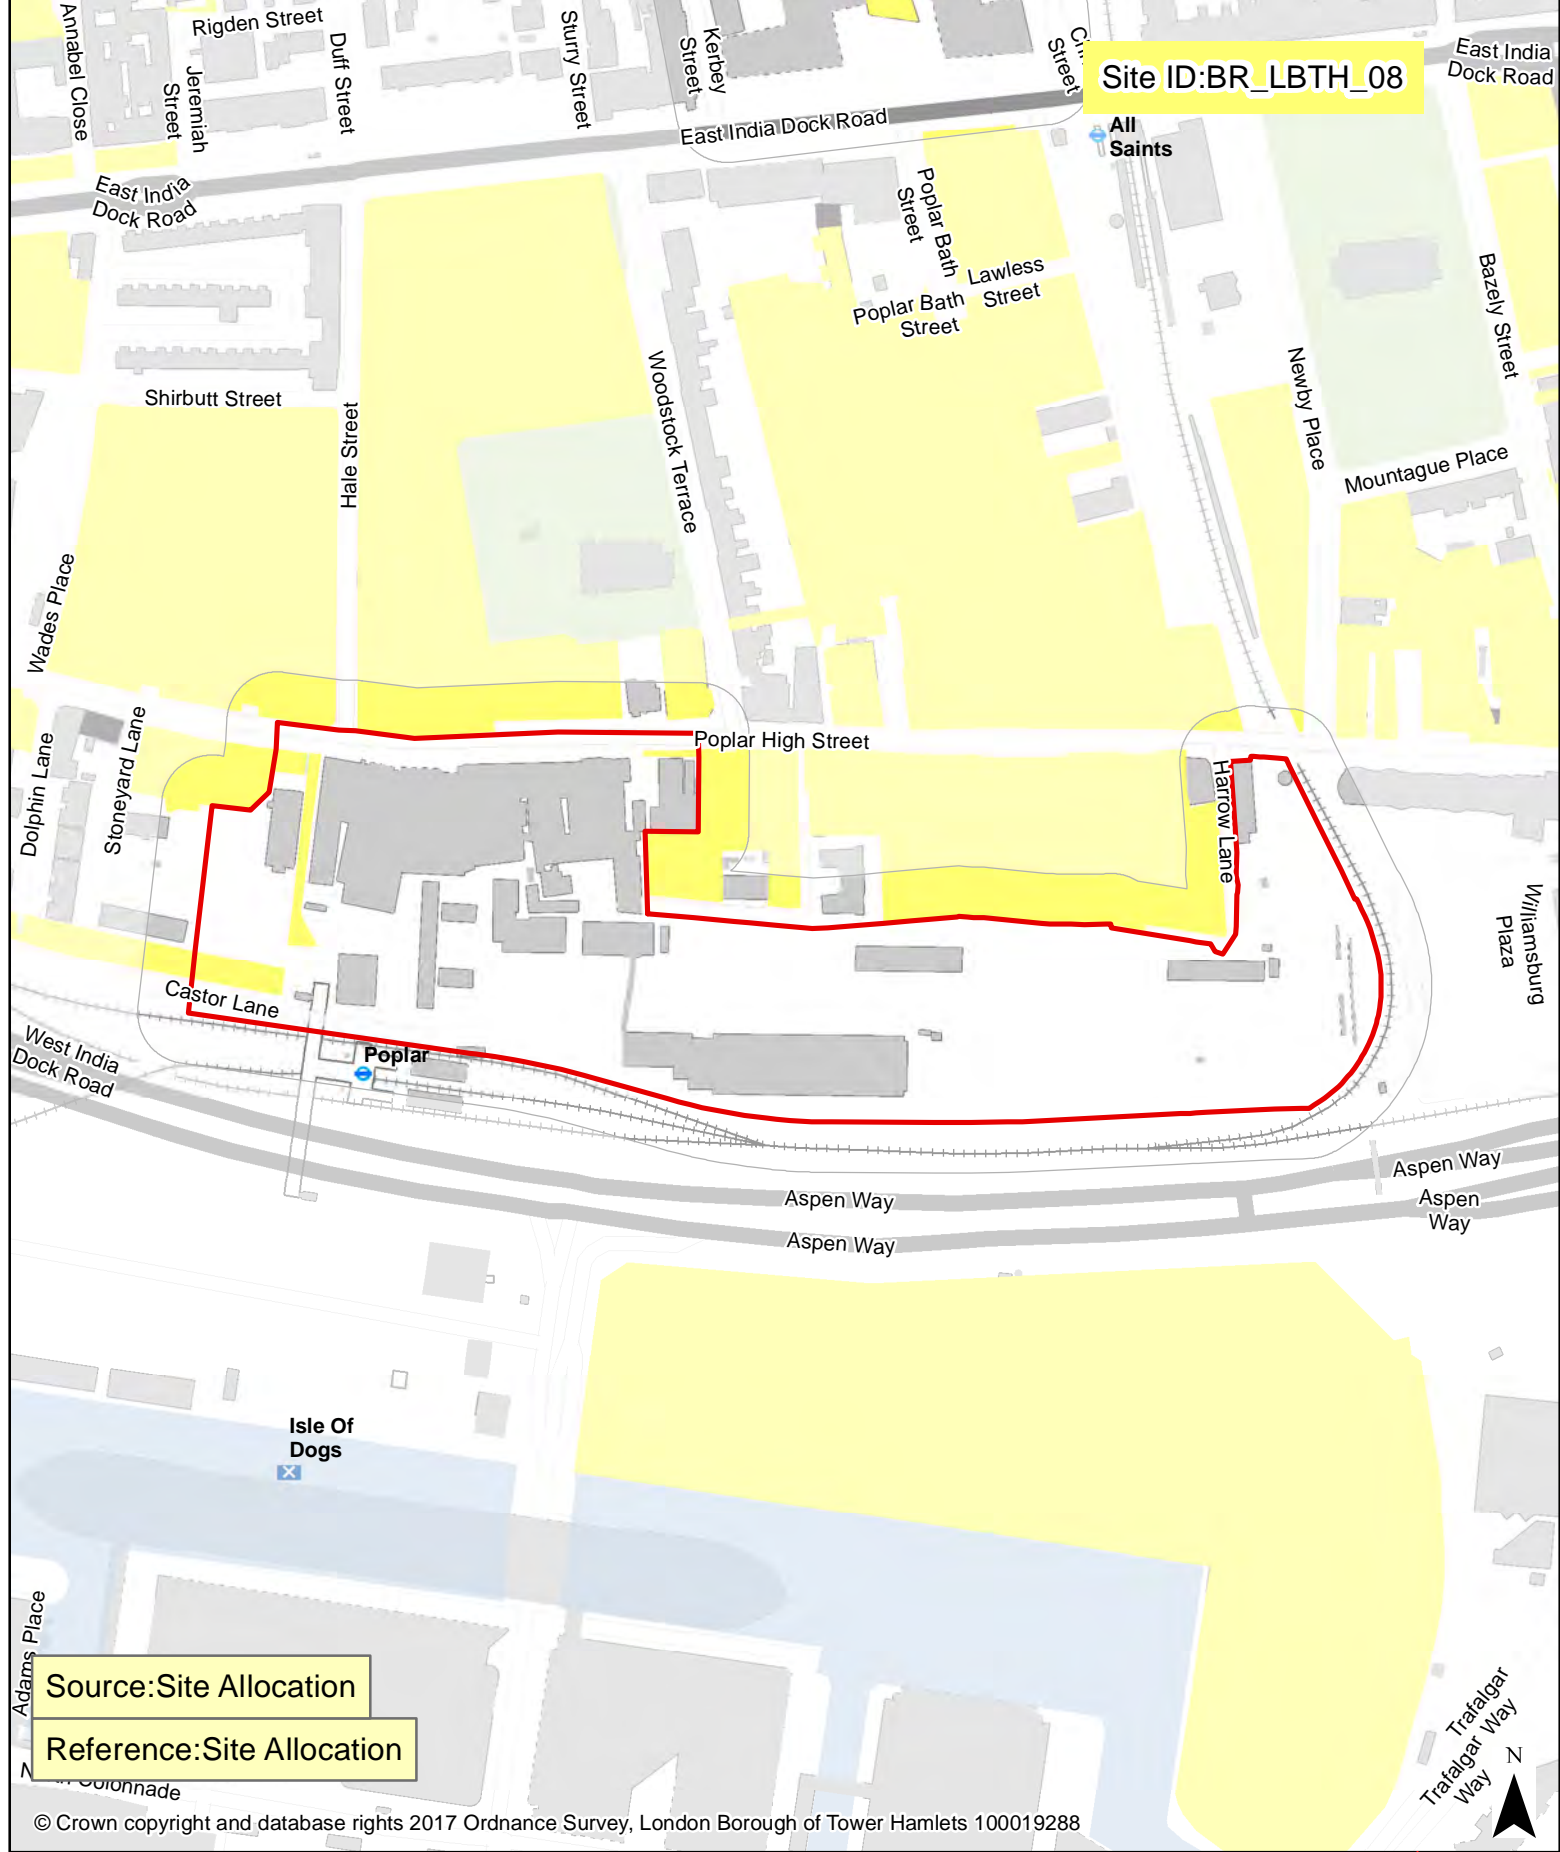 Rigden Street
Annabel Close
Jeremiah
Street
Duff Street
Sturry Street
Kerbey
Street
Street
Site ID:BR_LBTH_08
East India
Dock Road
East India Dock Road
All
Saints
East India
Dock Road
Poplar Bath
Street
Lawless
Street
Poplar Bath
Street
Bazely Street
Shirbutt Street
Hale Street
Woodstock Terrace
Newby Place
Mountague Place
Wades Place
Dolphin Lane
Stoneyard Lane
Poplar High Street
Harrow Lane
Williamsburg
Plaza
Castor Lane
West India
Dock Road
Poplar
Aspen Way
Aspen Way
Aspen
Way
Aspen Way
Isle Of
Dogs
Adams Place
Source:Site Allocation
Reference:Site Allocation
Colonnade
Trafalgar
Way
Trafalgar
Way
N
© Crown copyright and database rights 2017 Ordnance Survey, London Borough of Tower Hamlets 100019288